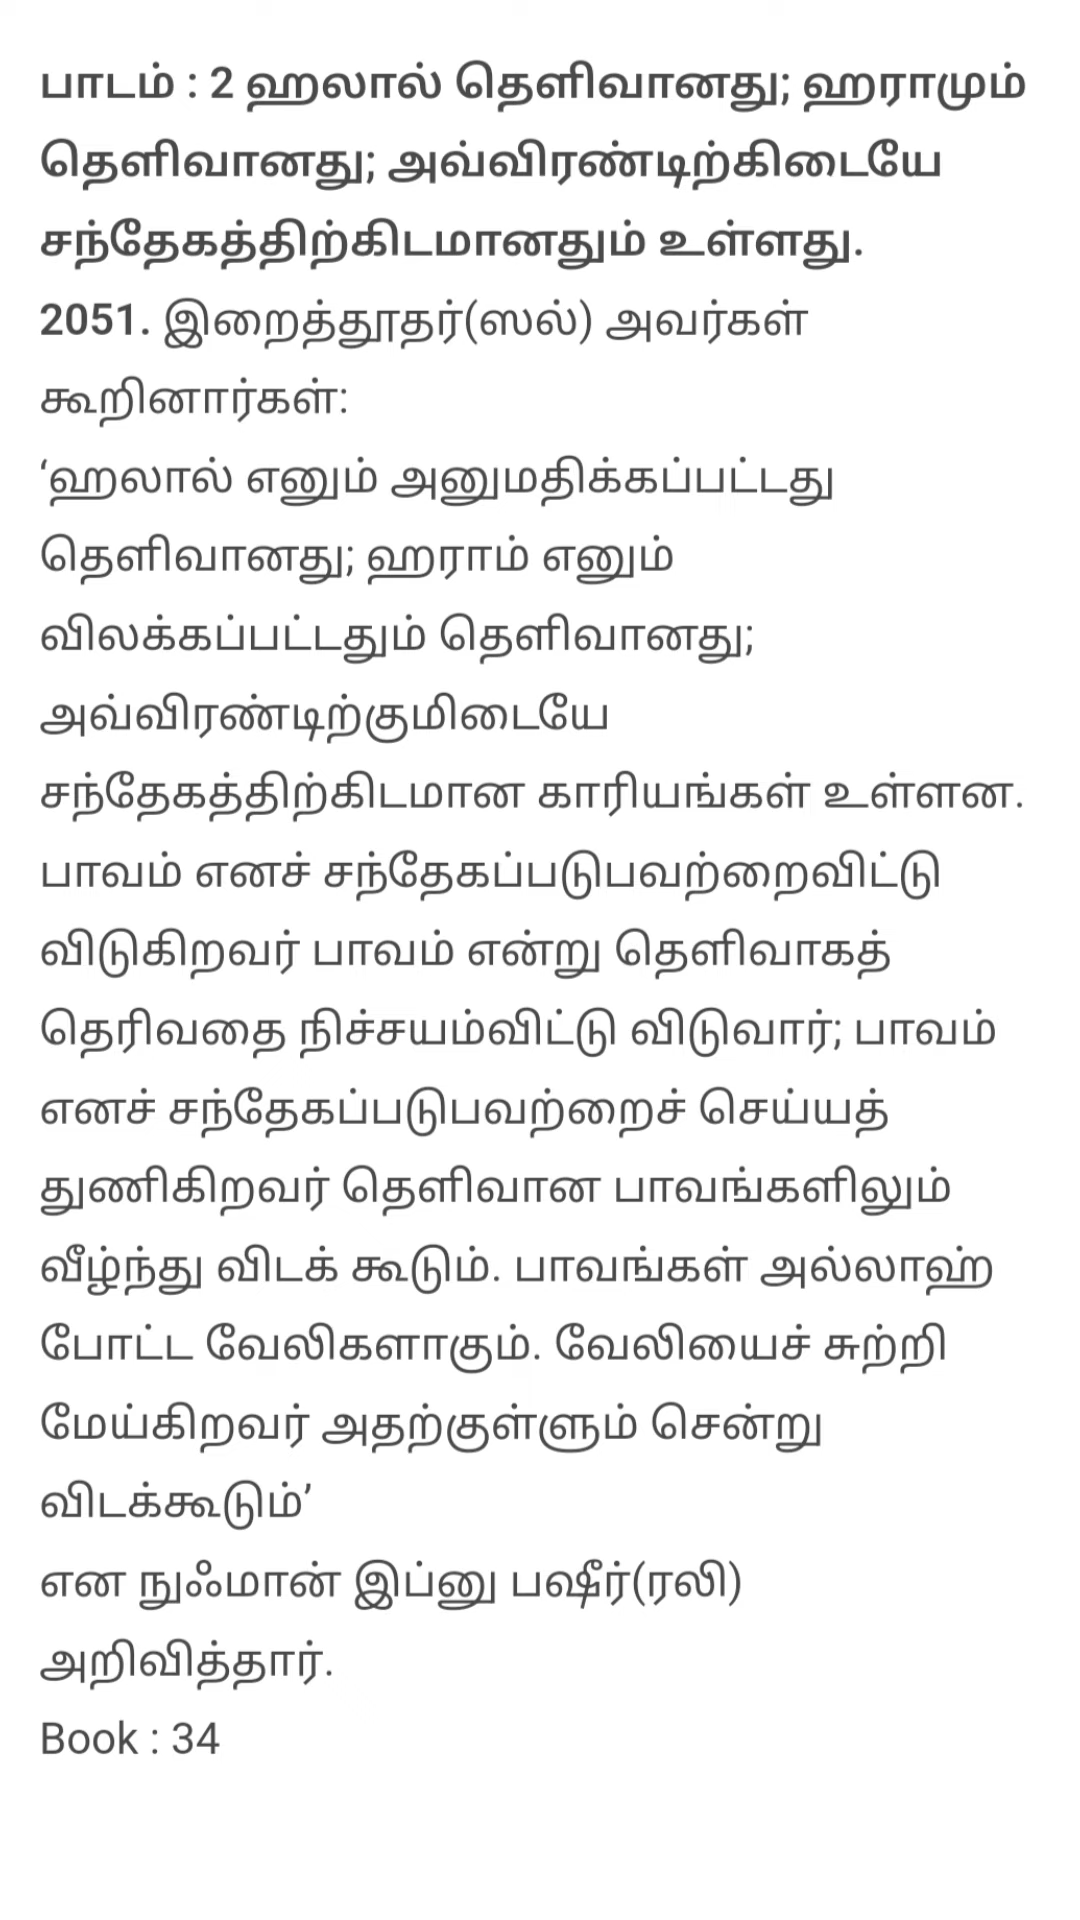 பாடம் : 2 ஹலால் தெளிவானது; ஹராமும்
தெளிவானது; அவ்விரண்டிற்கிடையே
சந்தேகத்திற்கிடமானதும் உள்ளது.
2051. இறைத்தூதர்(ஸல்) அவர்கள்
கூறினார்கள்:
‘ஹலால் எனும் அனுமதிக்கப்பட்டது
தெளிவானது; ஹராம் எனும்
விலக்கப்பட்டதும் தெளிவானது;
அவ்விரண்டிற்குமிடையே
சந்தேகத்திற்கிடமான காரியங்கள் உள்ளன.
பாவம் எனச் சந்தேகப்படுபவற்றைவிட்டு
விடுகிறவர் பாவம் என்று தெளிவாகத்
தெரிவதை நிச்சயம்விட்டு விடுவார்; பாவம்
எனச் சந்தேகப்படுபவற்றைச் செய்யத்
துணிகிறவர் தெளிவான பாவங்களிலும்
வீழ்ந்து விடக் கூடும். பாவங்கள் அல்லாஹ்
போட்ட வேலிகளாகும். வேலியைச் சுற்றி
மேய்கிறவர் அதற்குள்ளும் சென்று
விடக்கூடும்’
என நுஃமான் இப்னு பஷீர்(ரலி)
அறிவித்தார்.
Book : 34